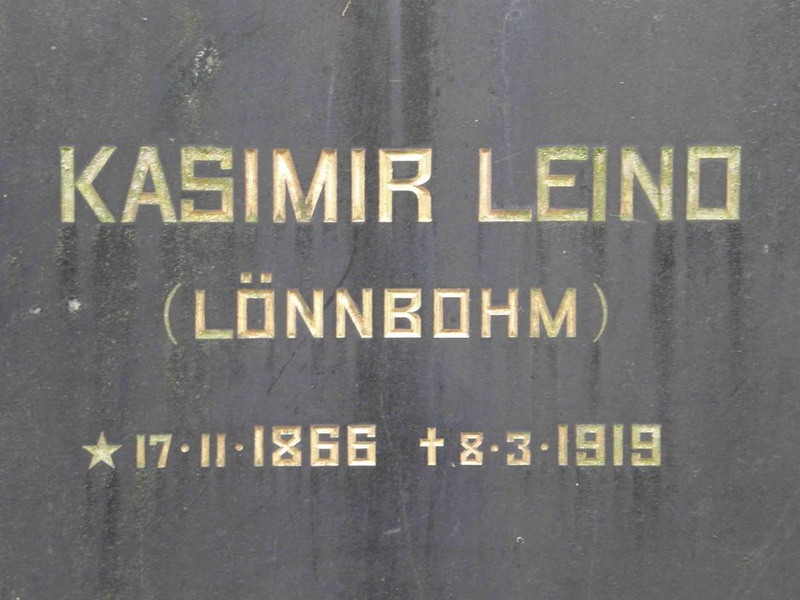 KASIMIR LEINO
(LÖNNBOHM)
★ 17·11·1866 ✝ 8·3·1919